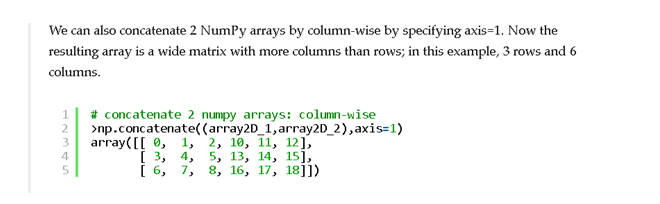 We can also concatenate 2 NumPy arrays by column-wise by specifying axis=1. Now the
resulting array is a wide matrix with more columns than rows; in this example, 3 rows and 6
columns.
1 # concatenate 2 numpy arrays: column-wise
2 >np.concatenate((array2D_1,array2D_2),axis=1)
3 array([[ 0,  1,  2, 10, 11, 12],
4        [ 3,  4,  5, 13, 14, 15],
5        [ 6,  7,  8, 16, 17, 18]])